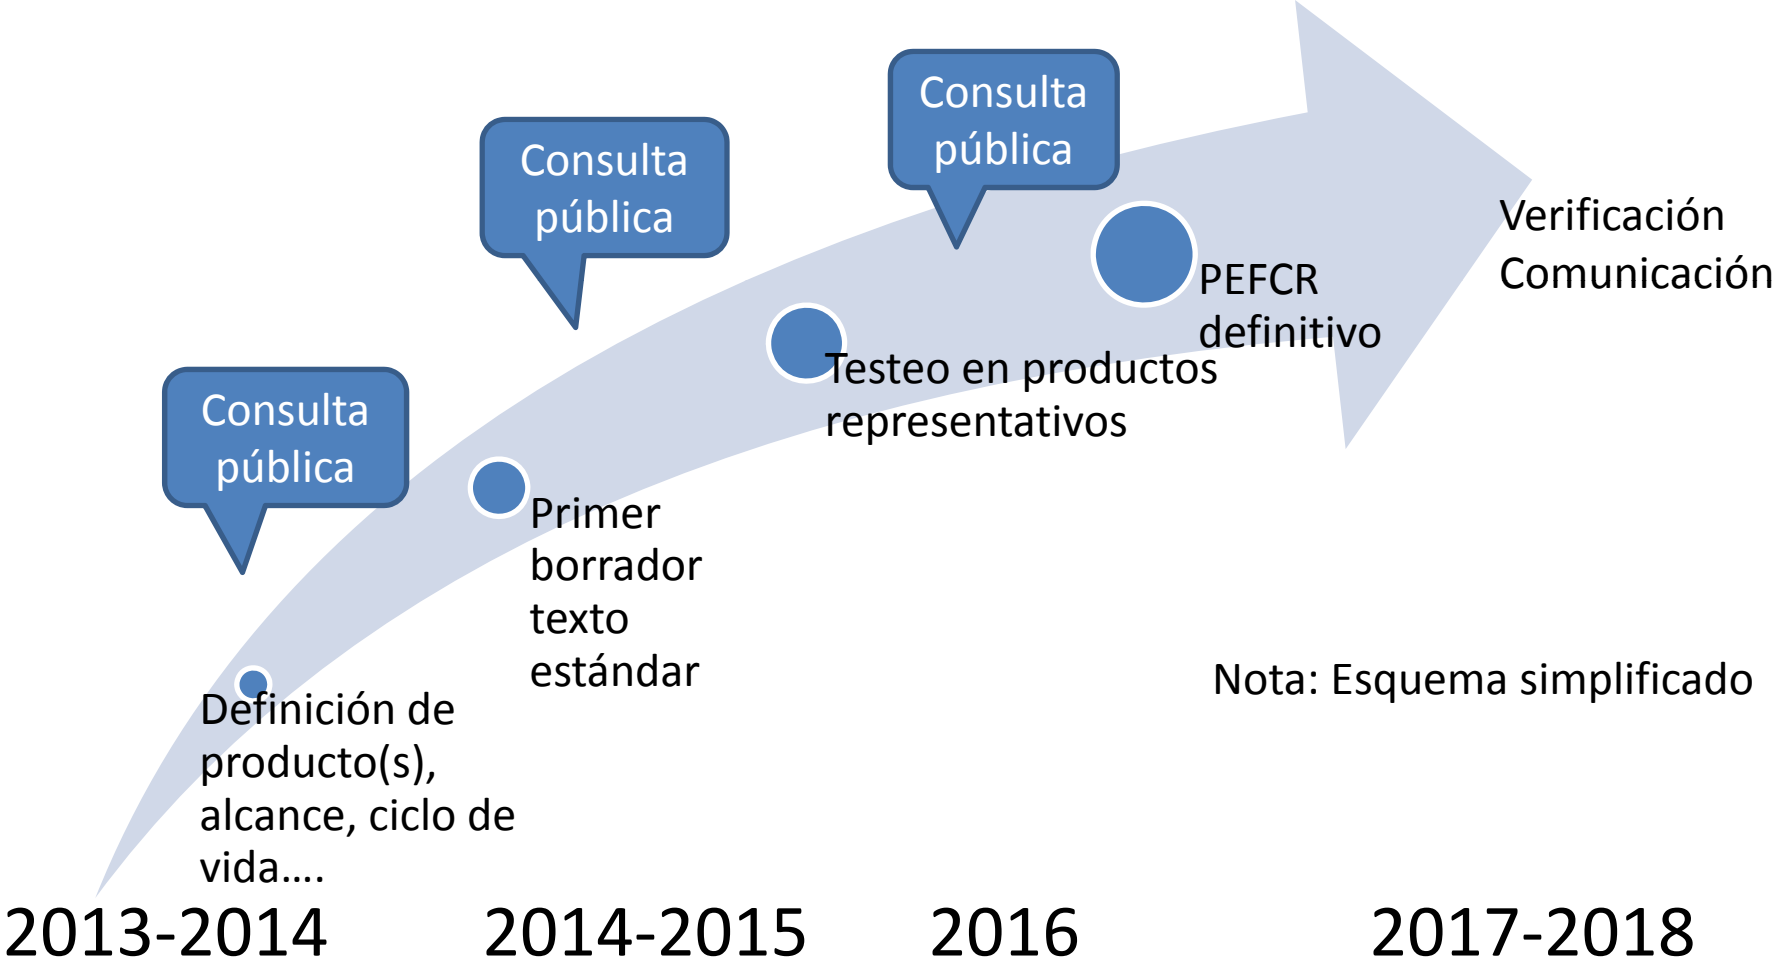 Consulta
pública
Consulta
pública
Consulta
pública
Verificación
Comunicación
PEFCR
definitivo
Testeo en productos
representativos
Primer
borrador
texto
estándar
Definición de
producto(s),
alcance, ciclo de
vida....
Nota: Esquema simplificado
2013-2014
2014-2015
2016
2017-2018